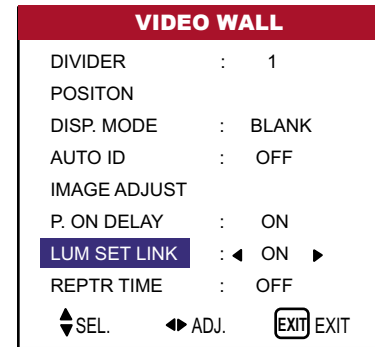 VIDEO WALL
DIVIDER : 1
POSITON
DISP. MODE : BLANK
AUTO ID : OFF
IMAGE ADJUST
P. ON DELAY : ON
LUM SET LINK : ◀ ON ▶
REPTR TIME : OFF
▲▼ SEL. ◀▶ ADJ. EXIT EXIT